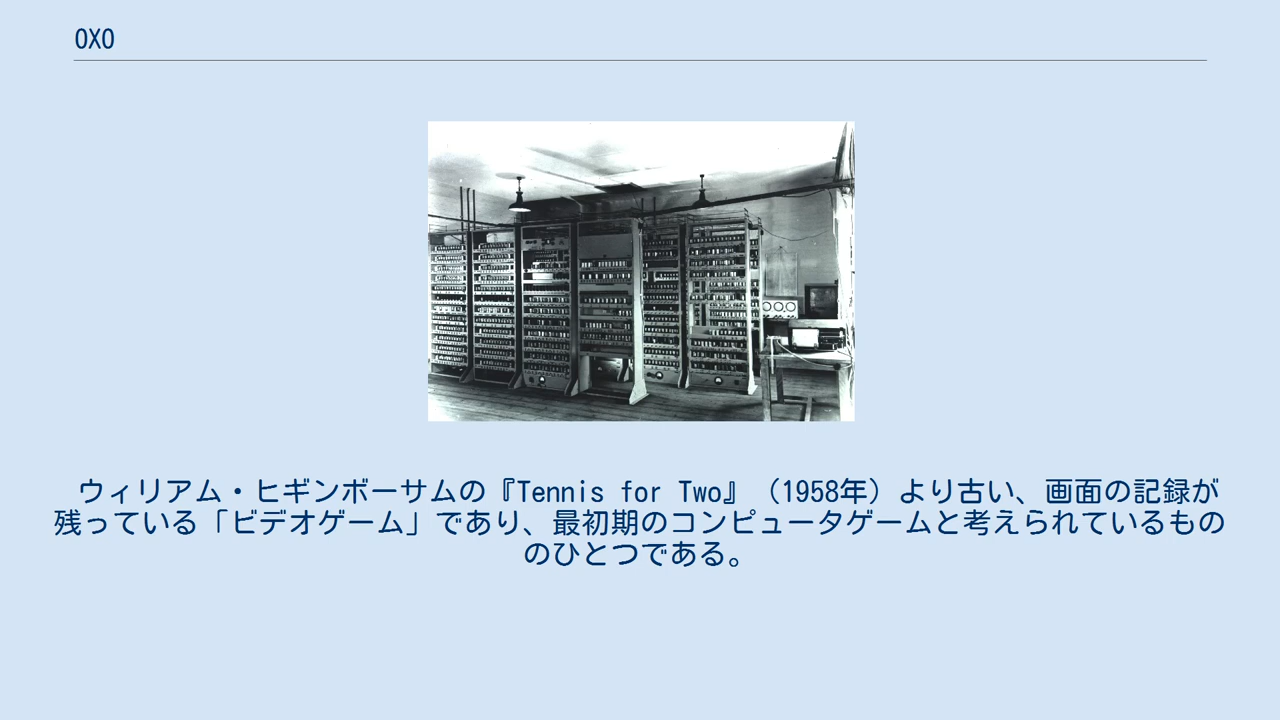 OXO
ウィリアム・ヒギンボーサムの『Tennis for Two』（1958年）より古い、画面の記録が
残っている「ビデオゲーム」であり、最初期のコンピュータゲームと考えられているもの
のひとつである。